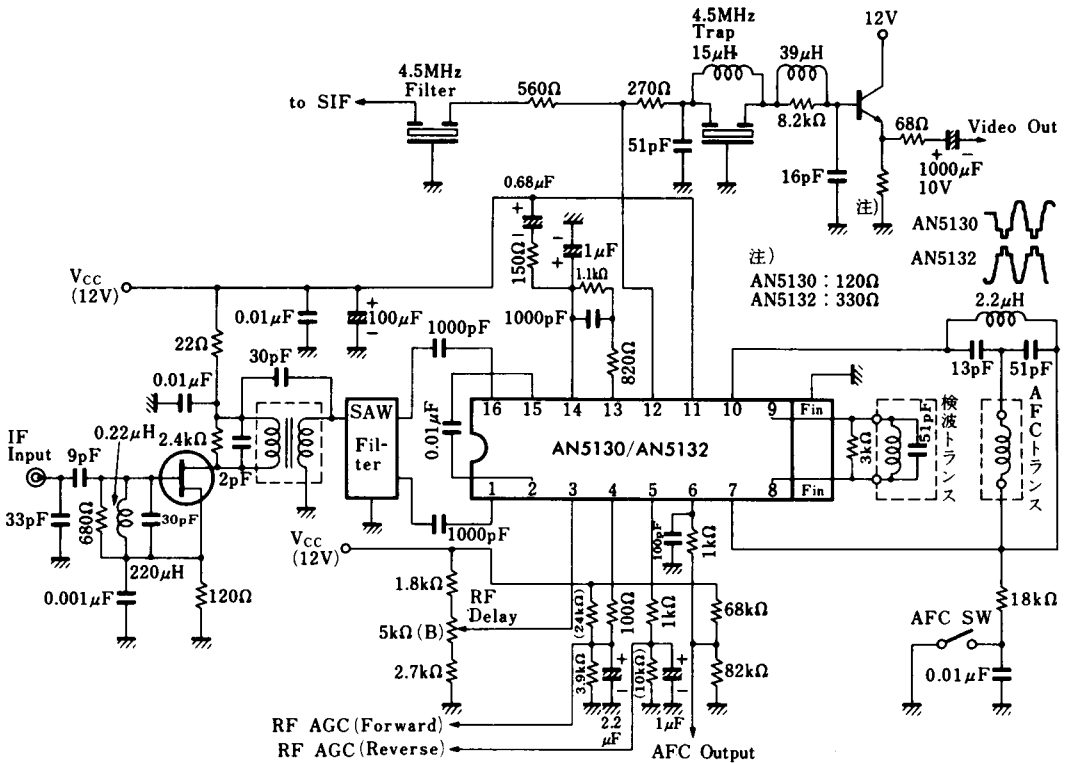 4.5MHz
Trap
15μH
39μH
12V
4.5MHz
Filter
560Ω
270Ω
to SIF
8.2kΩ
68Ω
Video Out
51pF
16pF
1000μF
10V
注)
0.68μF
AN5130
AN5132
150Ω
1μF
1.1kΩ
注)
AN5130：120Ω
AN5132：330Ω
VCC
(12V)
0.01μF
100μF
1000pF
1000pF
2.2μH
22Ω
30pF
820Ω
13pF
51pF
0.01μF
SAW
Fil-
ter
0.01μF
16 15 14 13 12 11 10 9 Fin
AN5130/AN5132
1 2 3 4 5 6 7 8 Fin
3kΩ
51pF
検波トランス
AFCトランス
IF
Input
9pF
0.22μH
2.4kΩ
2pF
33pF
680Ω
30pF
220μH
0.001μF
120Ω
1000pF
100pF
1kΩ
VCC
(12V)
1.8kΩ
RF
Delay
5kΩ(B)
2.7kΩ
(24kΩ)
100Ω
1kΩ
68kΩ
3.9kΩ
(10kΩ)
82kΩ
2.2
μF
1μF
18kΩ
AFC SW
0.01μF
RF AGC(Forward)
RF AGC(Reverse)
AFC Output